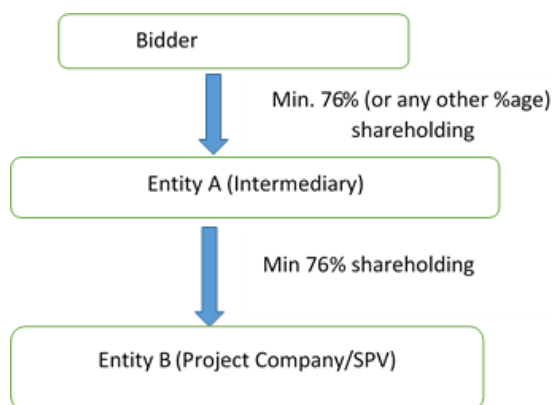 Bidder
Min. 76% (or any other %age)
shareholding
Entity A (Intermediary)
Min 76% shareholding
Entity B (Project Company/SPV)